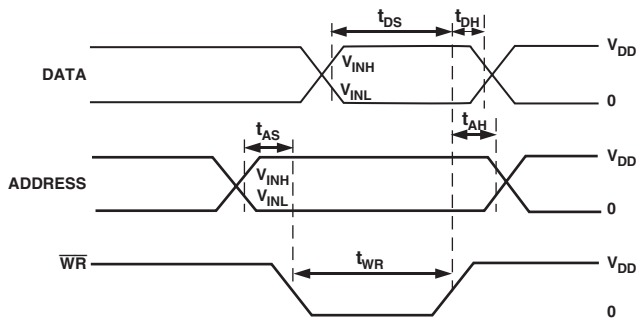 tDS tDH
VDD
DATA VINH
VINL
0
tAS tAH
VDD
ADDRESS VINH
VINL
0
WR tWR VDD
0